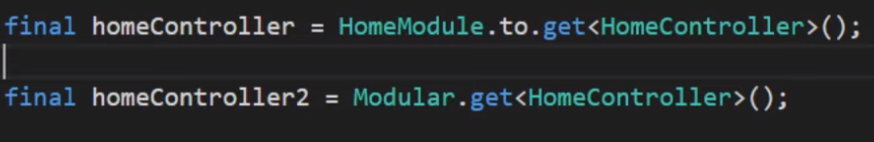 final homeController = HomeModule.to.get<HomeController>();
final homeController2 = Modular.get<HomeController>();